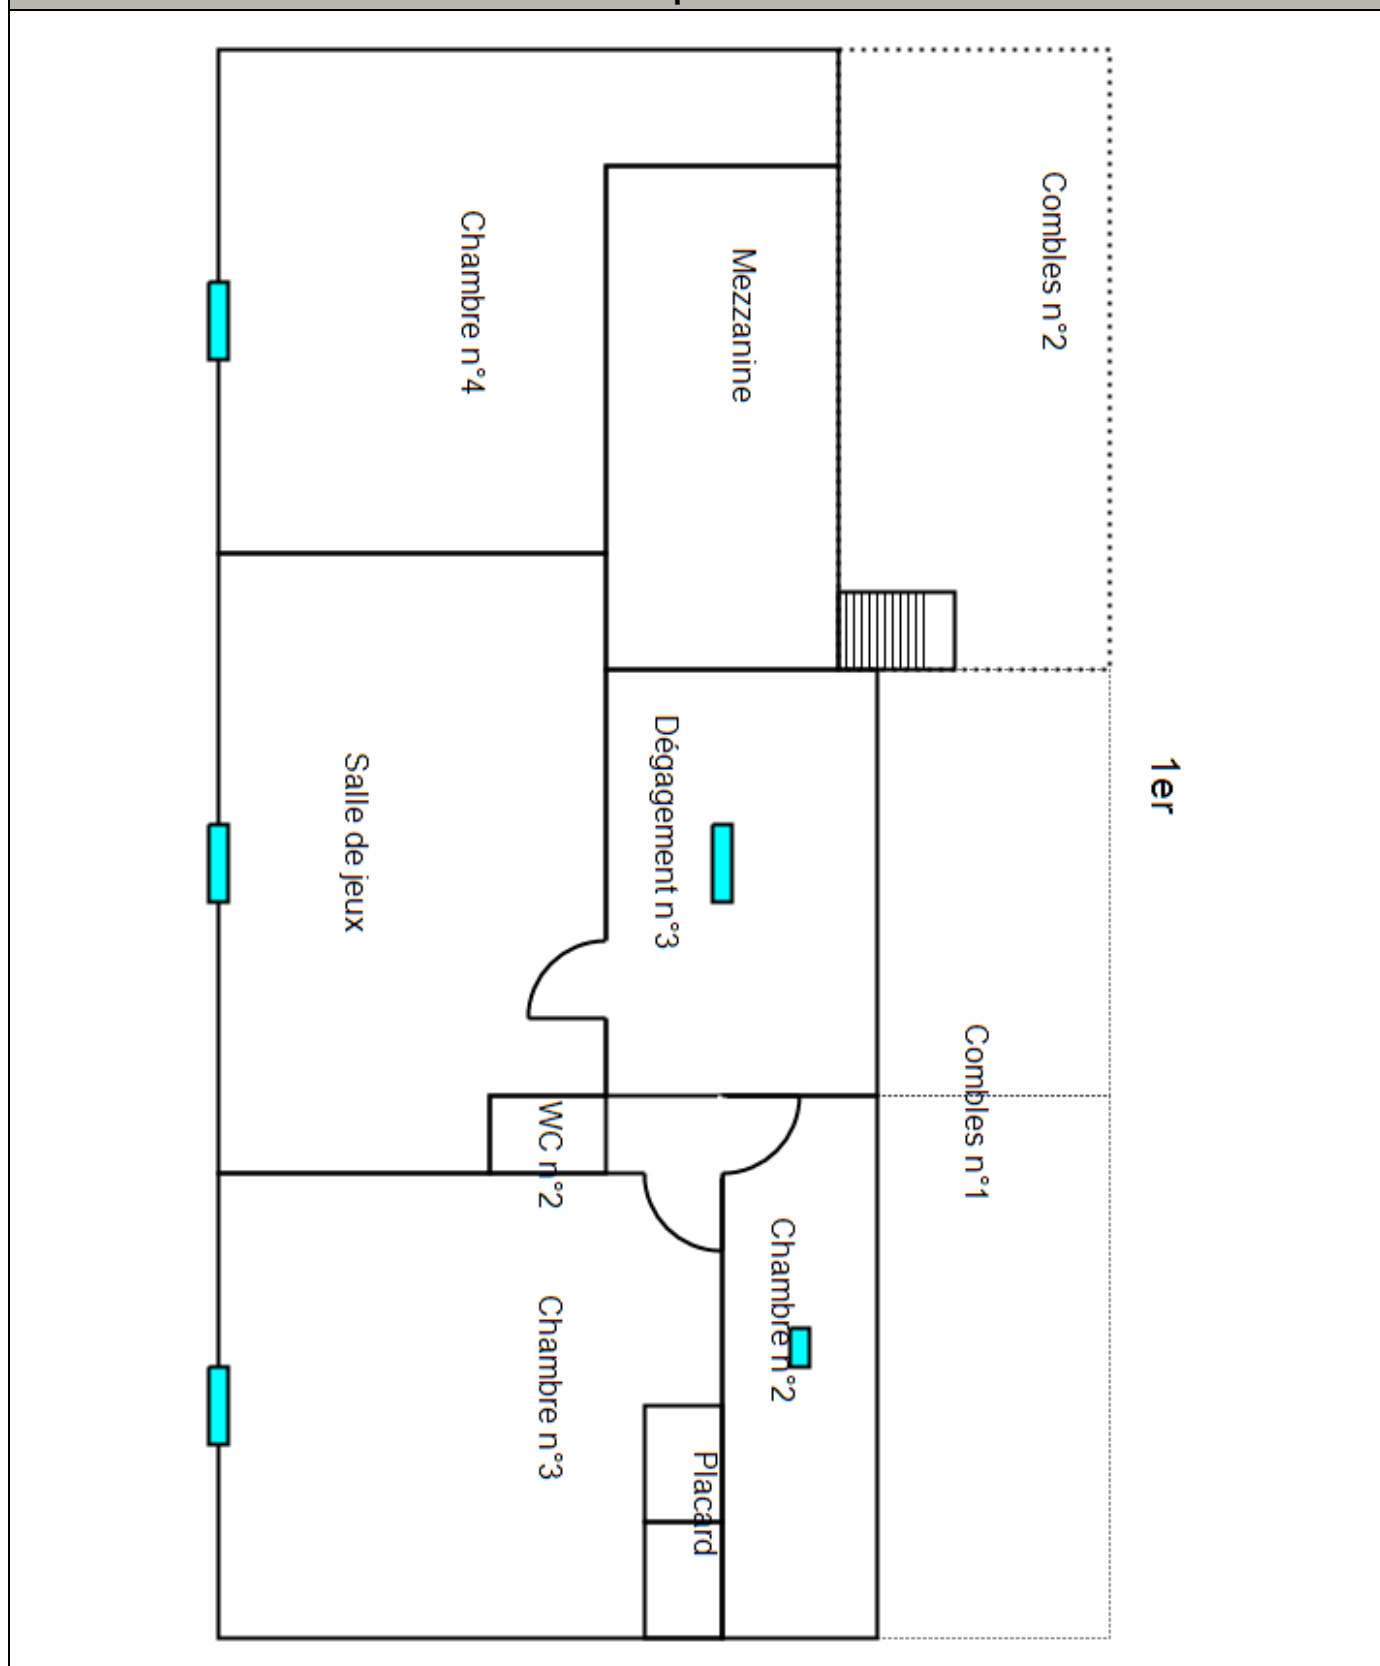 1er
Combles n°2
Combles n°1
Mezzanine
Dégagement n°3
Chambre n°2
Placard
Chambre n°4
WC n°2
Chambre n°3
Salle de jeux